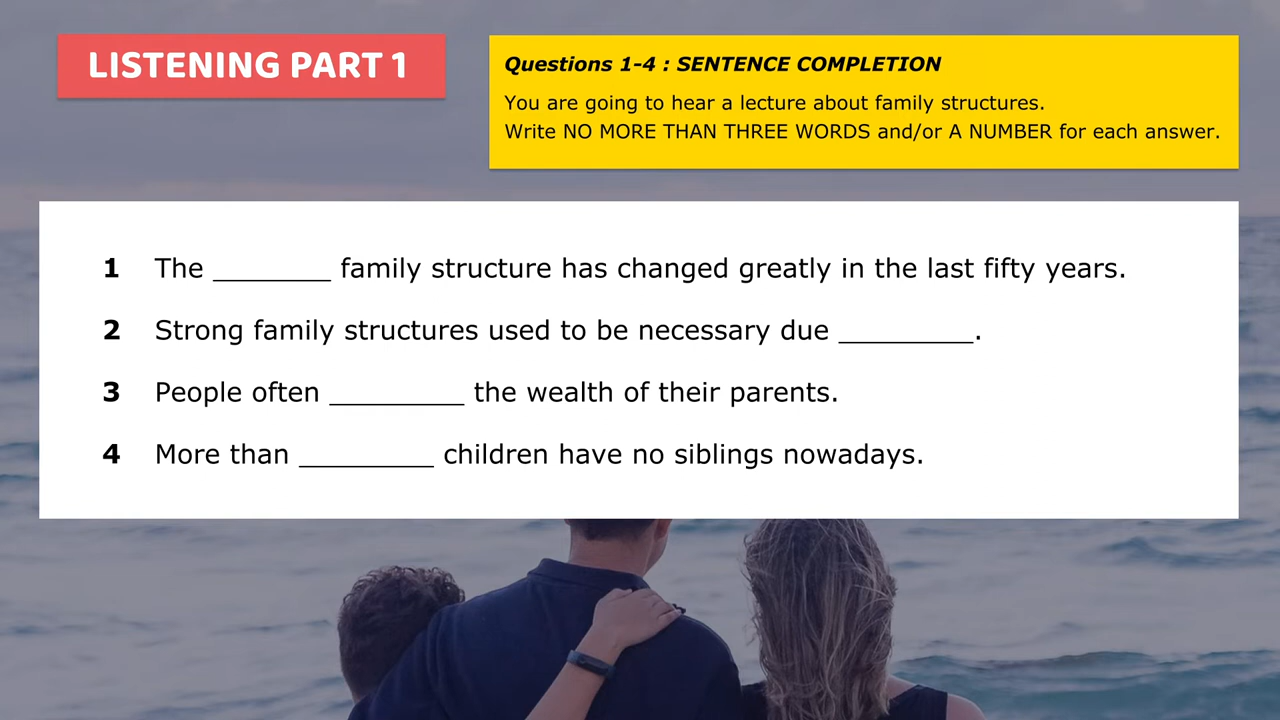 LISTENING PART 1
Questions 1-4 : SENTENCE COMPLETION
You are going to hear a lecture about family structures.
Write NO MORE THAN THREE WORDS and/or A NUMBER for each answer.
1 The _______ family structure has changed greatly in the last fifty years.
2 Strong family structures used to be necessary due ________.
3 People often ________ the wealth of their parents.
4 More than ________ children have no siblings nowadays.